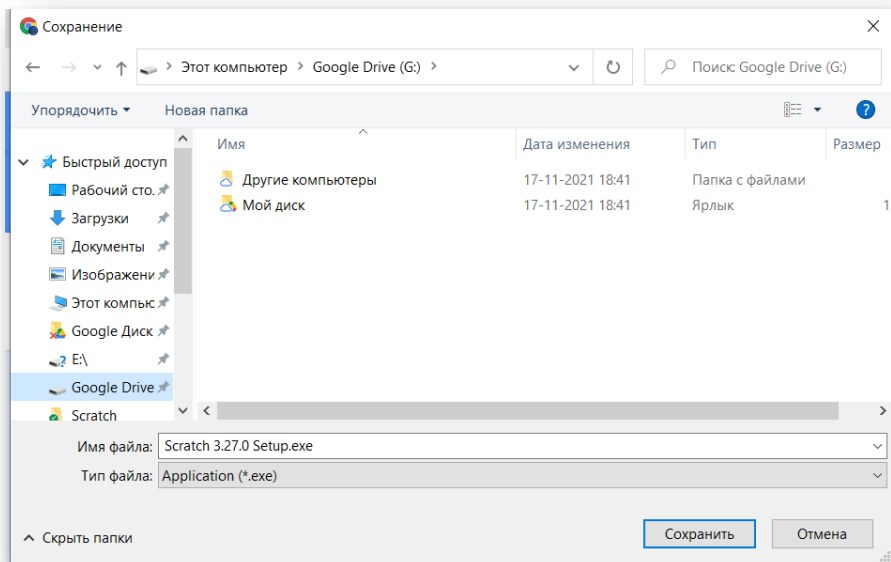 Сохранение
Этот компьютер > Google Drive (G:) >
Поиск: Google Drive (G:)
Упорядочить
Новая папка
Имя Дата изменения Тип Размер
Быстрый доступ
Рабочий сто.
Загрузки
Документы
Изображени
Этот компьк
Google Диск
E:\
Google Drive
Scratch
Другие компьютеры 17-11-2021 18:41 Папка с файлами
Мой диск 17-11-2021 18:41 Ярлык 1
Имя файла: Scratch 3.27.0 Setup.exe
Тип файла: Application (*.exe)
Скрыть папки
Сохранить
Отмена